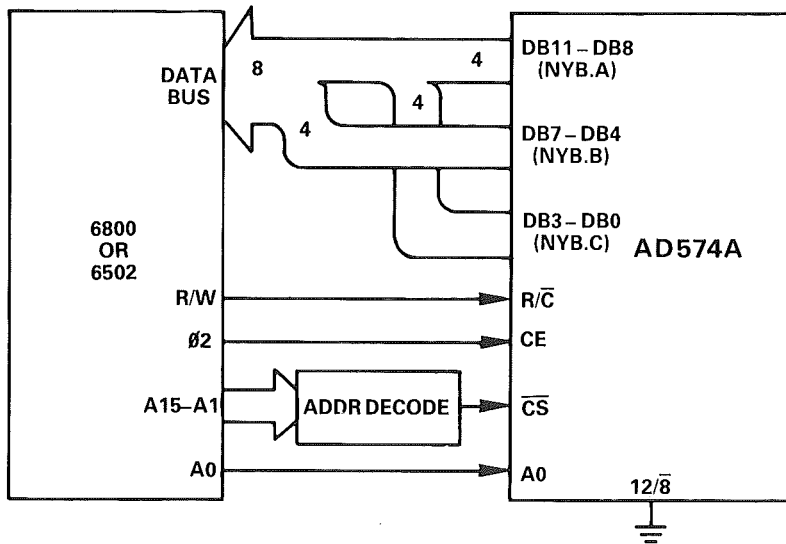 DATA
BUS
8
4
4
4
DB11–DB8
(NYB.A)
DB7–DB4
(NYB.B)
DB3–DB0
(NYB.C)
6800
OR
6502
AD574A
R/W
R/C̅
Ø2
CE
A15–A1
ADDR DECODE
C̅S̅
A0
A0
12/8̅